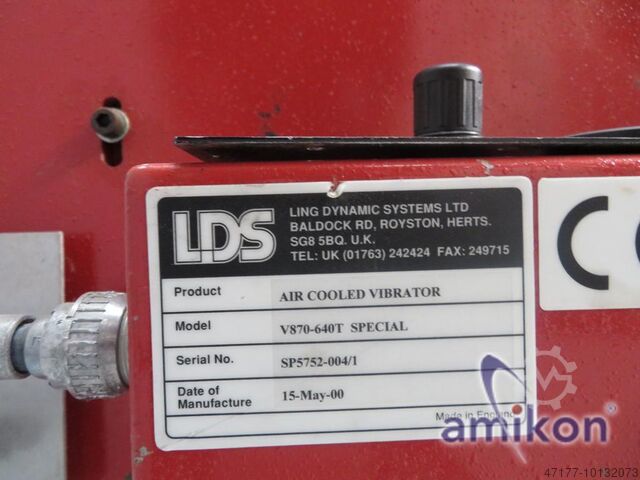 LDS
LING DYNAMIC SYSTEMS LTD
BALDOCK RD, ROYSTON, HERTS.
SG8 5BQ. U.K.
TEL: UK (01763) 242424 FAX: 249715
Product AIR COOLED VIBRATOR
Model V870-640T SPECIAL
Serial No. SP5752-004/1
Date of
Manufacture 15-May-00
Made in England
CE
amikon
47177-10132073